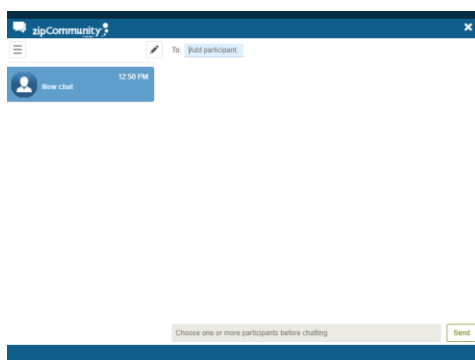 zipCommunity
To: Add participant.
12:50 PM
New chat
Choose one or more participants before chatting
Send